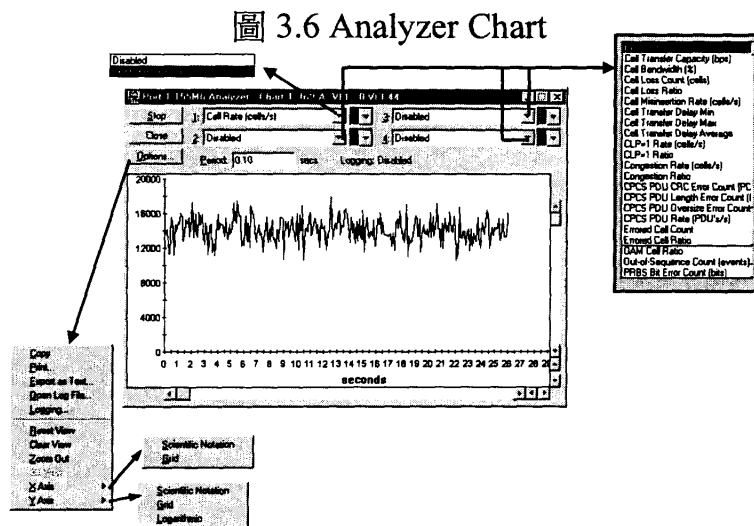 圖 3.6 Analyzer Chart
Disabled
Cell Transfer Capacity (bps)
Cell Bandwidth (%)
Cell Loss Count (cells)
Cell Loss Ratio
Cell Misinsertion Rate (cells/s)
Cell Transfer Delay Min
Cell Transfer Delay Max
Cell Transfer Delay Average
CLP=1 Rate (cells/s)
CLP=1 Ratio
Congestion Rate (cells/s)
Congestion Ratio
CPCS PDU CRC Error Count (PD
CPCS PDU Length Error Count (
CPCS PDU Oversize Error Count
CPCS PDU Rate (PDU's/s)
Errored Cell Count
Errored Cell Ratio
OAM Cell Ratio
Out-of-Sequence Count (events)
PRBS Bit Error Count (bits)
Analyzer Chart
Stop 1: Cell Rate (cells/s) 3: Disabled
Close 2: Disabled 4: Disabled
Options... Period: 0.10 secs Logging: Disabled
20000
16000
12000
8000
4000
0
0 1 2 3 4 5 6 7 8 9 10 11 12 13 14 15 16 17 18 19 20 21 22 23 24 25 26 27 28
seconds
Copy
Print...
Export as Text...
Open Log File...
Logging...
Reset View
Clear View
Zoom Out
X Axis
Y Axis
Scientific Notation
Grid
Scientific Notation
Grid
Logarithmic